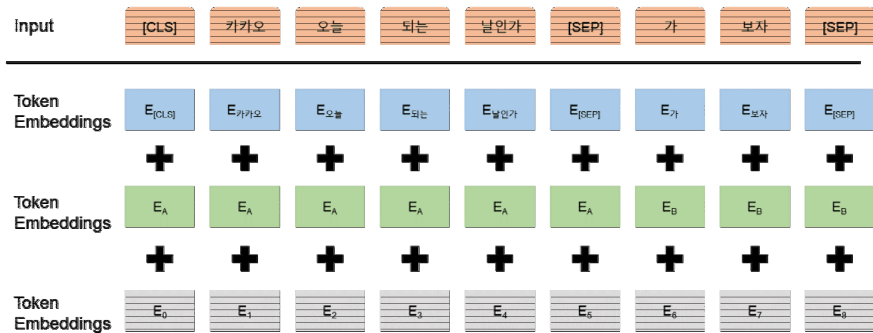 Input [CLS] 카카오 오늘 되는 날인가 [SEP] 가 보자 [SEP]
Token Embeddings E[CLS] E카카오 E오늘 E되는 E날인가 E[SEP] E가 E보자 E[SEP]
Token Embeddings EA EA EA EA EA EA EB EB EB
Token Embeddings E0 E1 E2 E3 E4 E5 E6 E7 E8